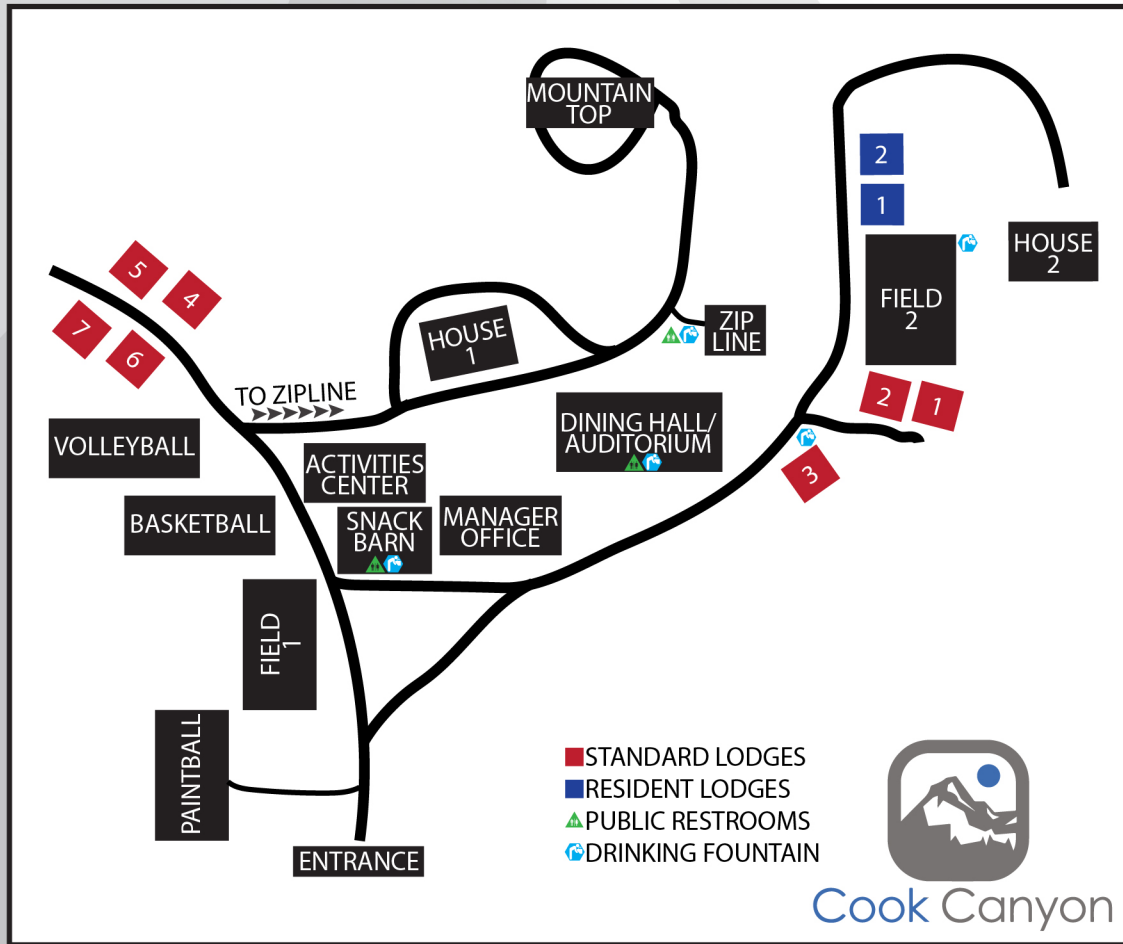 MOUNTAIN
TOP
2
1
HOUSE
2
FIELD
2
5
4
7
6
HOUSE
1
ZIP
LINE
TO ZIPLINE
2
1
3
DINING HALL/
AUDITORIUM
VOLLEYBALL
ACTIVITIES
CENTER
BASKETBALL
SNACK
BARN
MANAGER
OFFICE
FIELD
1
PAINTBALL
ENTRANCE
STANDARD LODGES
RESIDENT LODGES
PUBLIC RESTROOMS
DRINKING FOUNTAIN
Cook Canyon